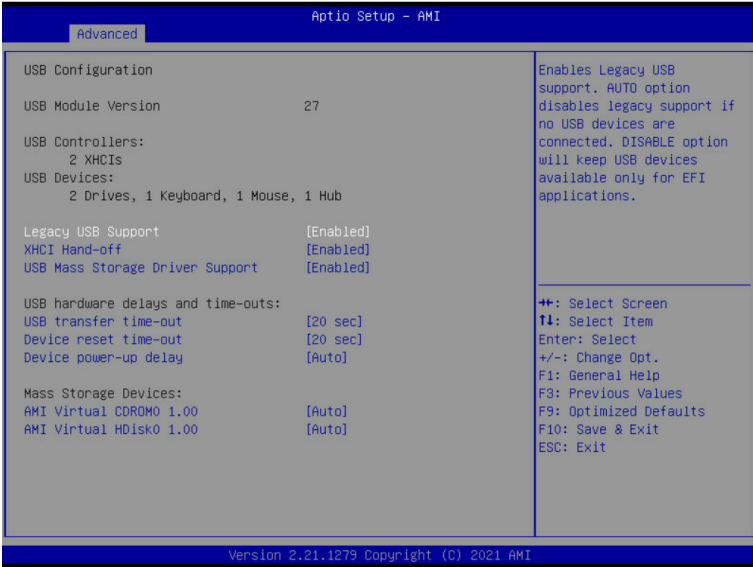 Aptio Setup – AMI
Advanced
USB Configuration
USB Module Version 27
USB Controllers:
2 XHCIs
USB Devices:
2 Drives, 1 Keyboard, 1 Mouse, 1 Hub
Legacy USB Support [Enabled]
XHCI Hand-off [Enabled]
USB Mass Storage Driver Support [Enabled]
USB hardware delays and time-outs:
USB transfer time-out [20 sec]
Device reset time-out [20 sec]
Device power-up delay [Auto]
Mass Storage Devices:
AMI Virtual CDROM0 1.00 [Auto]
AMI Virtual HDisk0 1.00 [Auto]
Enables Legacy USB
support. AUTO option
disables legacy support if
no USB devices are
connected. DISABLE option
will keep USB devices
available only for EFI
applications.
→←: Select Screen
↑↓: Select Item
Enter: Select
+/-: Change Opt.
F1: General Help
F3: Previous Values
F9: Optimized Defaults
F10: Save & Exit
ESC: Exit
Version 2.21.1279 Copyright (C) 2021 AMI